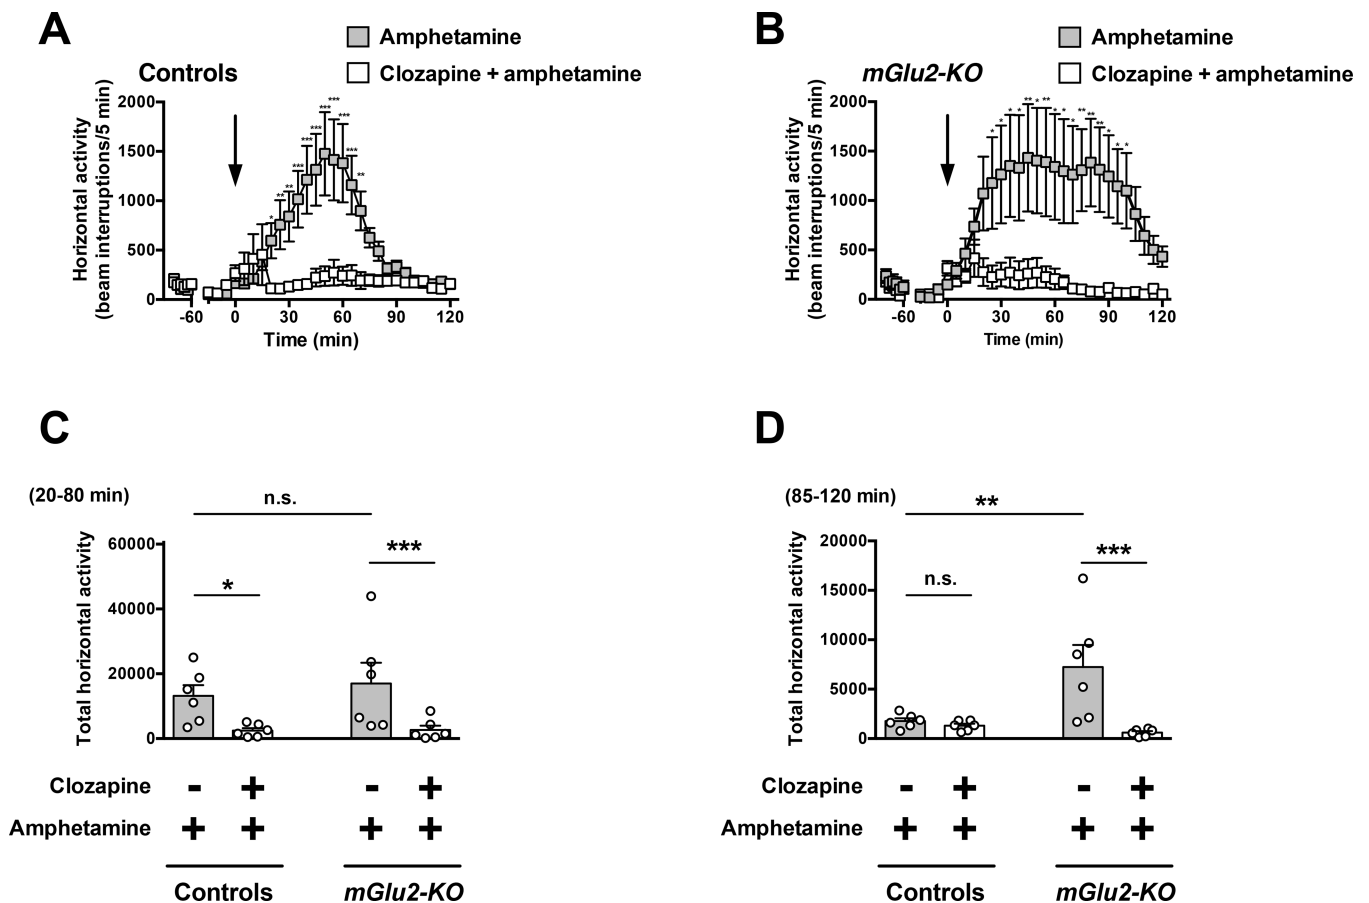 A
Amphetamine
Clozapine + amphetamine
Controls
Horizontal activity
(beam interruptions/5 min)
2000
1500
1000
500
0
*
**
**
***
***
***
***
***
***
***
**
-60 0 30 60 90 120
Time (min)
B
Amphetamine
Clozapine + amphetamine
mGlu2-KO
Horizontal activity
(beam interruptions/5 min)
2000
1500
1000
500
0
*
*
*
*
**
*
**
*
*
*
**
**
**
*
*
*
-60 0 30 60 90 120
Time (min)
C
(20-80 min)
n.s.
***
*
Total horizontal activity
60000
40000
20000
0
Clozapine - + - +
Amphetamine + + + +
Controls mGlu2-KO
D
(85-120 min)
**
***
n.s.
Total horizontal activity
20000
15000
10000
5000
0
Clozapine - + - +
Amphetamine + + + +
Controls mGlu2-KO